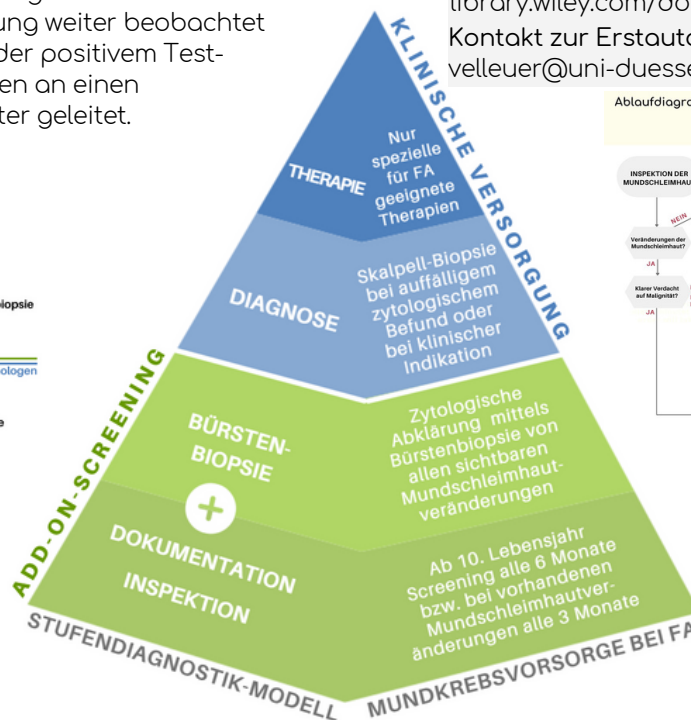 ung weiter beobachtet
der positivem Test-
en an einen
ter geleitet.
library.wiley.com/do
Kontakt zur Erstauto
velleuer@uni-duesse
Ablaufdiagra
INSPEKTION DER
MUNDSCHLEIMHAU
NEIN
Veränderungen der
Mundschleimhaut?
JA
Klarer Verdacht
auf Malignität?
JA
iopsie
ologen
KLINISCHE VERSORGUNG
THERAPIE
Nur
spezielle
für FA
geeignete
Therapien
DIAGNOSE
Skalpell-Biopsie
bei auffälligem
zytologischem
Befund oder
bei klinischer
Indikation
ADD-ON-SCREENING
BÜRSTEN-
BIOPSIE
+
Zytologische
Abklärung mittels
Bürstenbiopsie von
allen sichtbaren
Mundschleimhaut-
veränderungen
DOKUMENTATION
INSPEKTION
Ab 10. Lebensjahr
Screening alle 6 Monate
bzw. bei vorhandenen
Mundschleimhautver-
änderungen alle 3 Monate
STUFENDIAGNOSTIK-MODELL
MUNDKREBSVORSORGE BEI FA